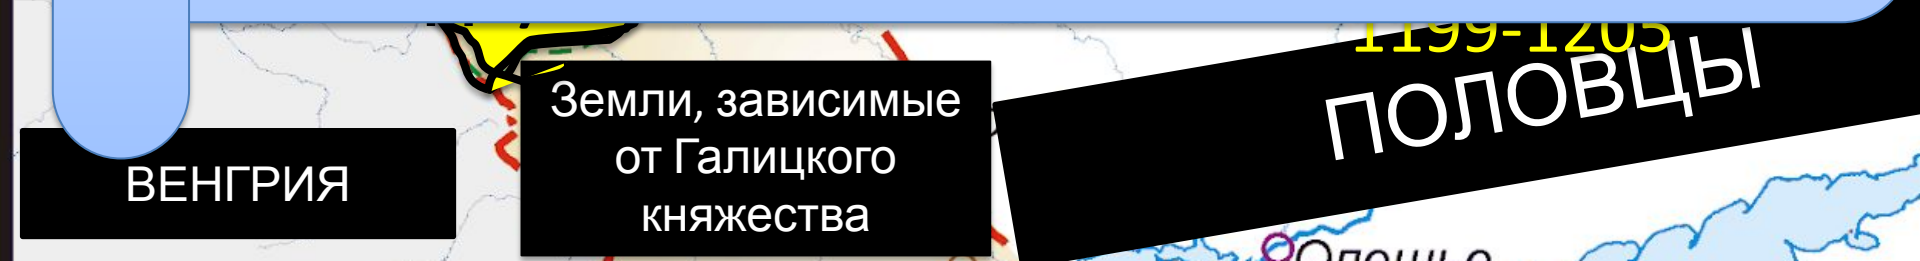 1199-1205
ПОЛОВЦЫ
Земли, зависимые
от Галицкого
княжества
ВЕНГРИЯ